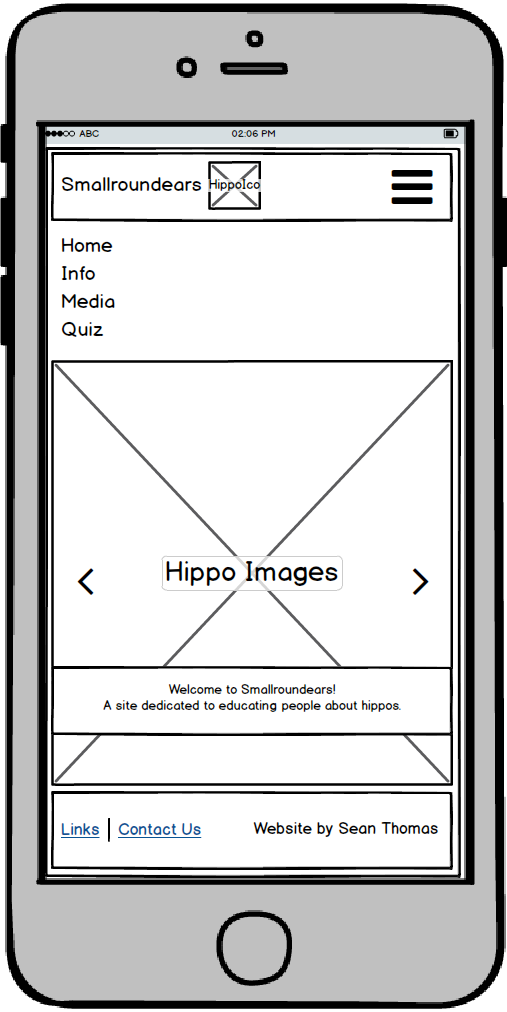 ABC 02:06 PM
Smallroundears HippoIco
Home
Info
Media
Quiz
Hippo Images
Welcome to Smallroundears!
A site dedicated to educating people about hippos.
Links Contact Us Website by Sean Thomas